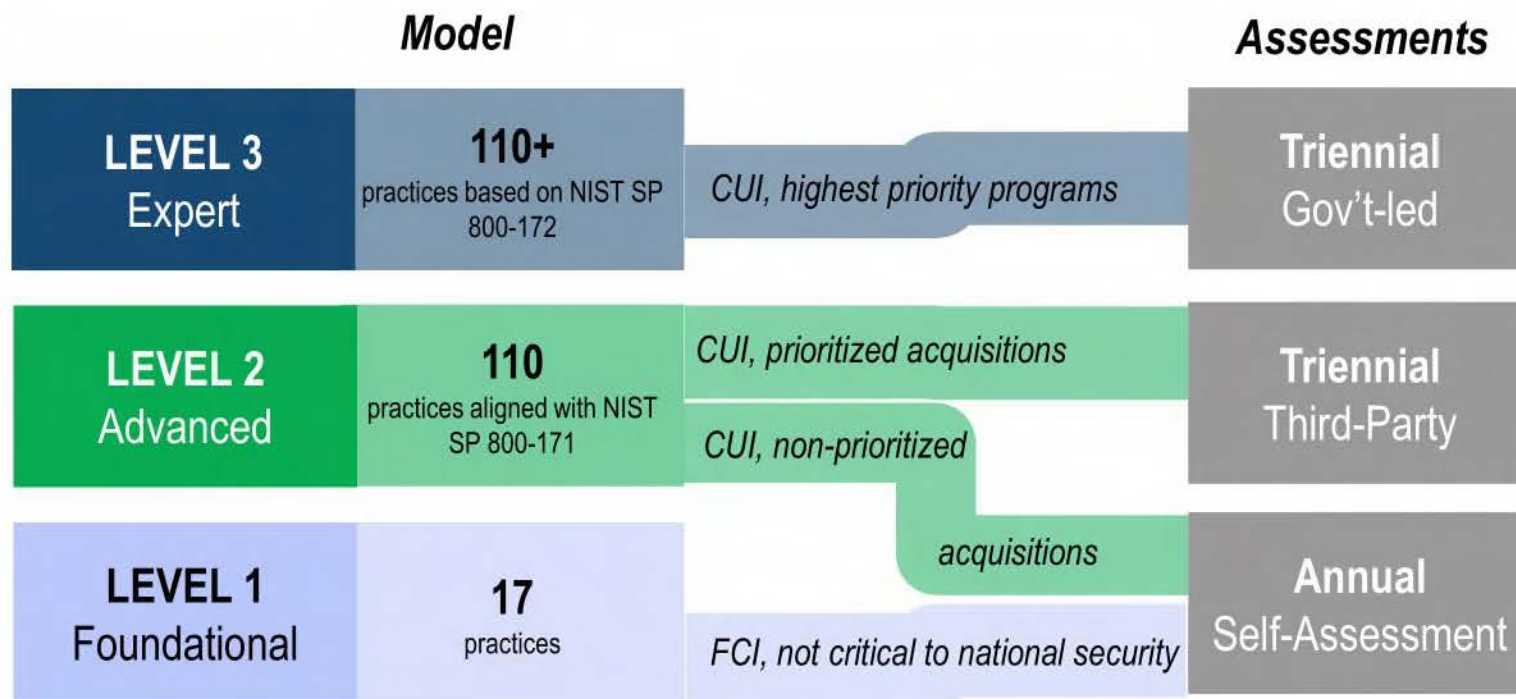 Model
Assessments
LEVEL 3
Expert
110+
practices based on NIST SP
800-172
CUI, highest priority programs
Triennial
Gov't-led
LEVEL 2
Advanced
110
practices aligned with NIST
SP 800-171
CUI, prioritized acquisitions
CUI, non-prioritized
acquisitions
Triennial
Third-Party
LEVEL 1
Foundational
17
practices
FCI, not critical to national security
Annual
Self-Assessment